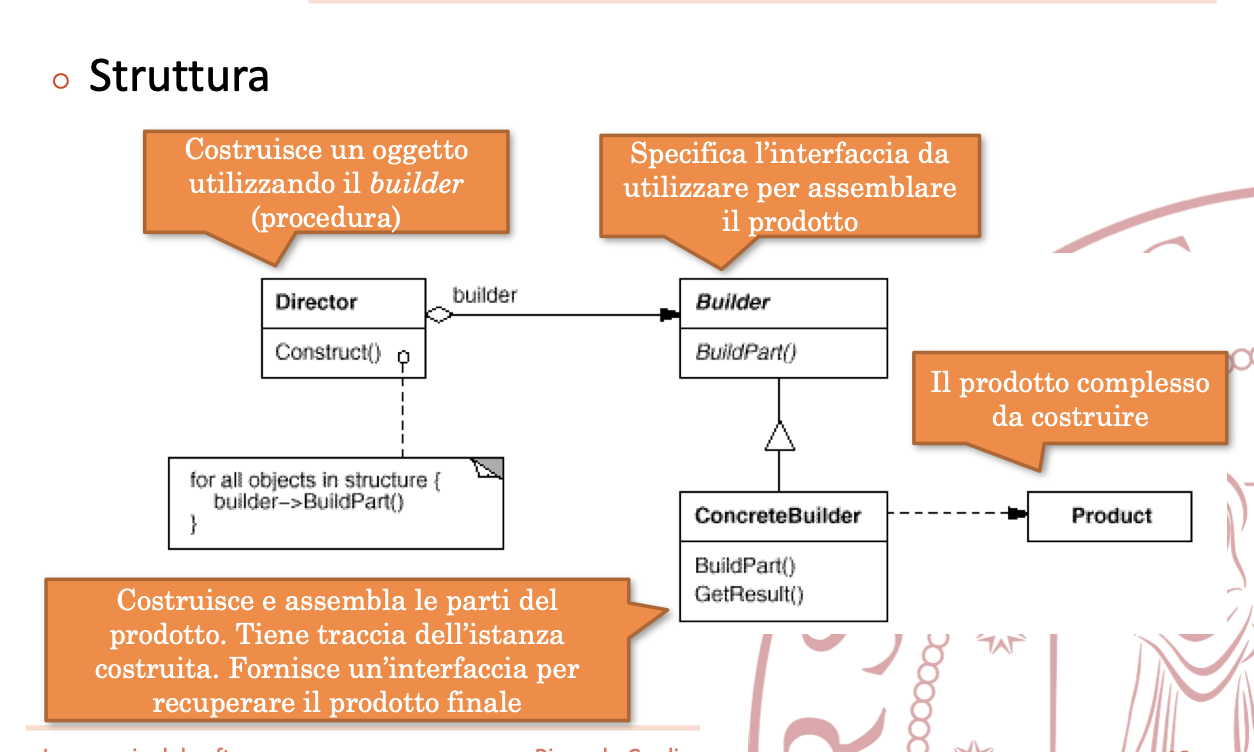 Struttura
Costruisce un oggetto
utilizzando il builder
(procedura)
Specifica l’interfaccia da
utilizzare per assemblare
il prodotto
Director
builder
Builder
Construct()
BuildPart()
Il prodotto complesso
da costruire
for all objects in structure {
builder–>BuildPart()
}
ConcreteBuilder
Product
BuildPart()
GetResult()
Costruisce e assembla le parti del
prodotto. Tiene traccia dell’istanza
costruita. Fornisce un’interfaccia per
recuperare il prodotto finale